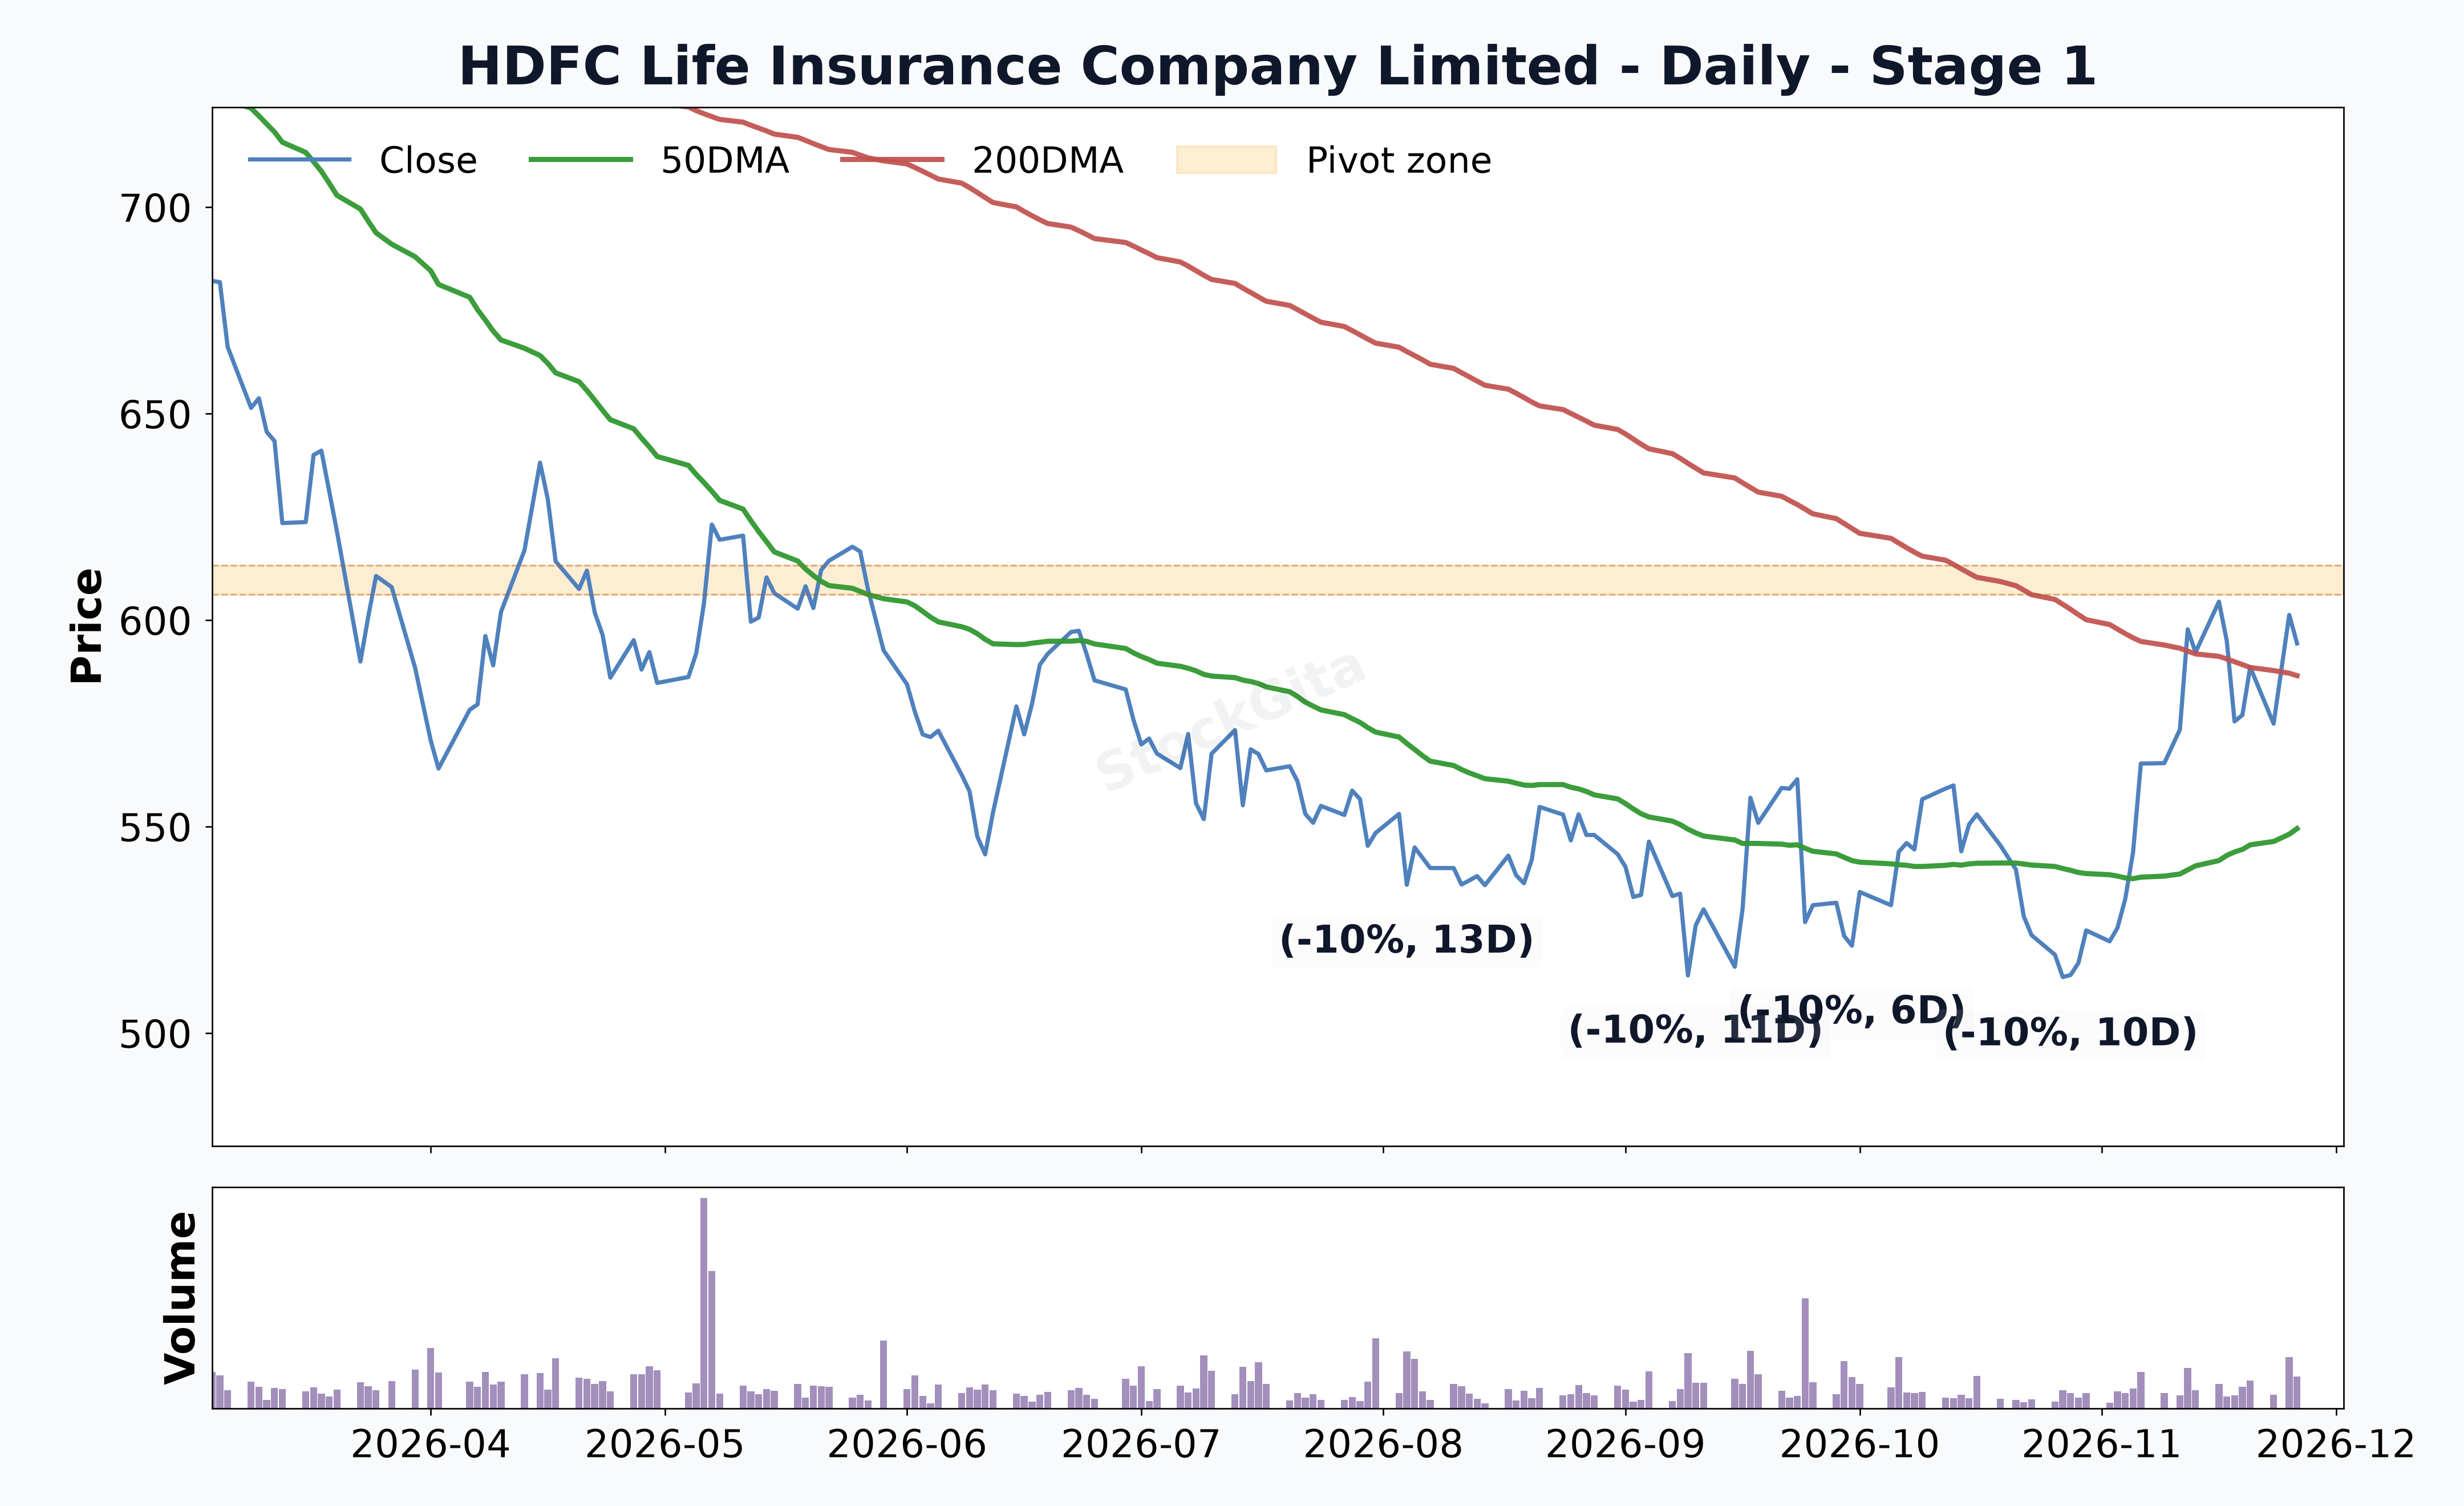 HDFC Life Insurance Company Limited - Daily - Stage 1
Close 50DMA 200DMA Pivot zone
Price
700
650
600
550
500
StockGita
(-10%, 13D)
(-10%, 11D)
(-10%, 6D)
(-10%, 10D)
Volume
2026-04 2026-05 2026-06 2026-07 2026-08 2026-09 2026-10 2026-11 2026-12